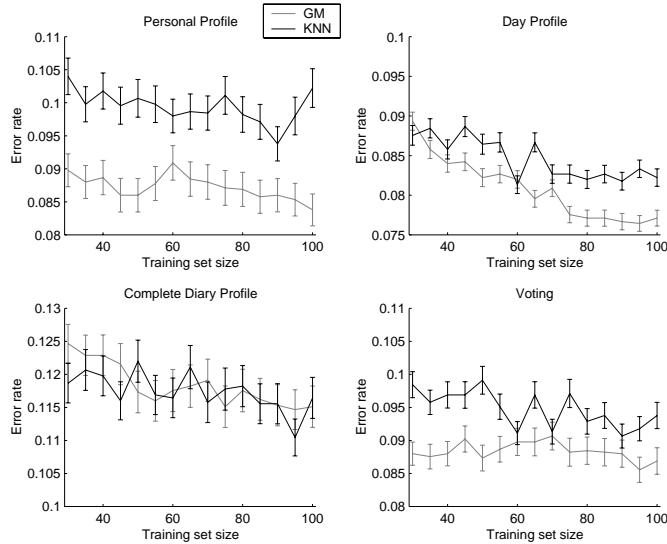 Personal Profile
GM
KNN
Day Profile
0.11
0.105
0.1
0.095
0.09
0.085
0.08
Error rate
40 60 80 100
Training set size
0.1
0.095
0.09
0.085
0.08
0.075
Error rate
40 60 80 100
Training set size
Complete Diary Profile
0.13
0.125
0.12
0.115
0.11
0.105
0.1
Error rate
40 60 80 100
Training set size
Voting
0.11
0.105
0.1
0.095
0.09
0.085
0.08
Error rate
40 60 80 100
Training set size